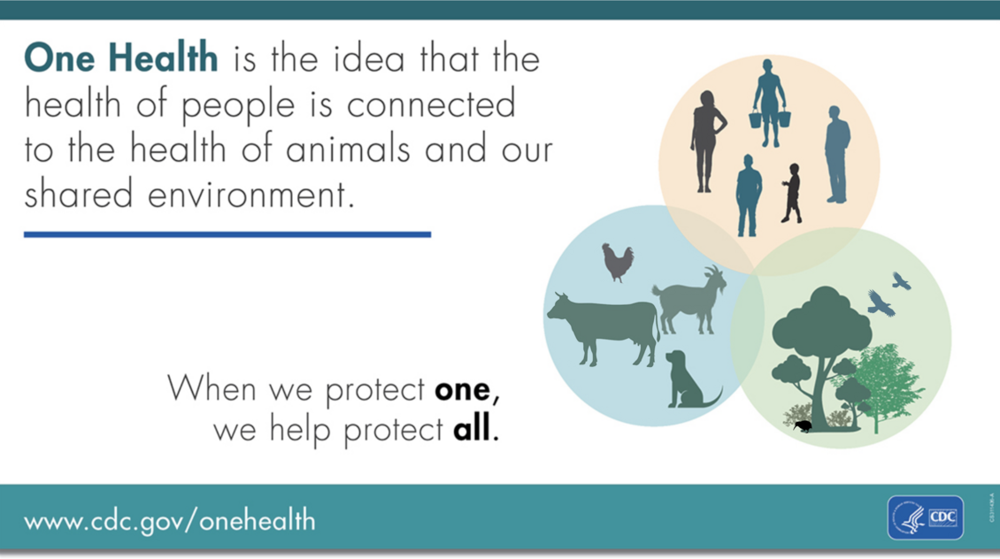 One Health is the idea that the
health of people is connected
to the health of animals and our
shared environment.
When we protect one,
we help protect all.
www.cdc.gov/onehealth
CDC